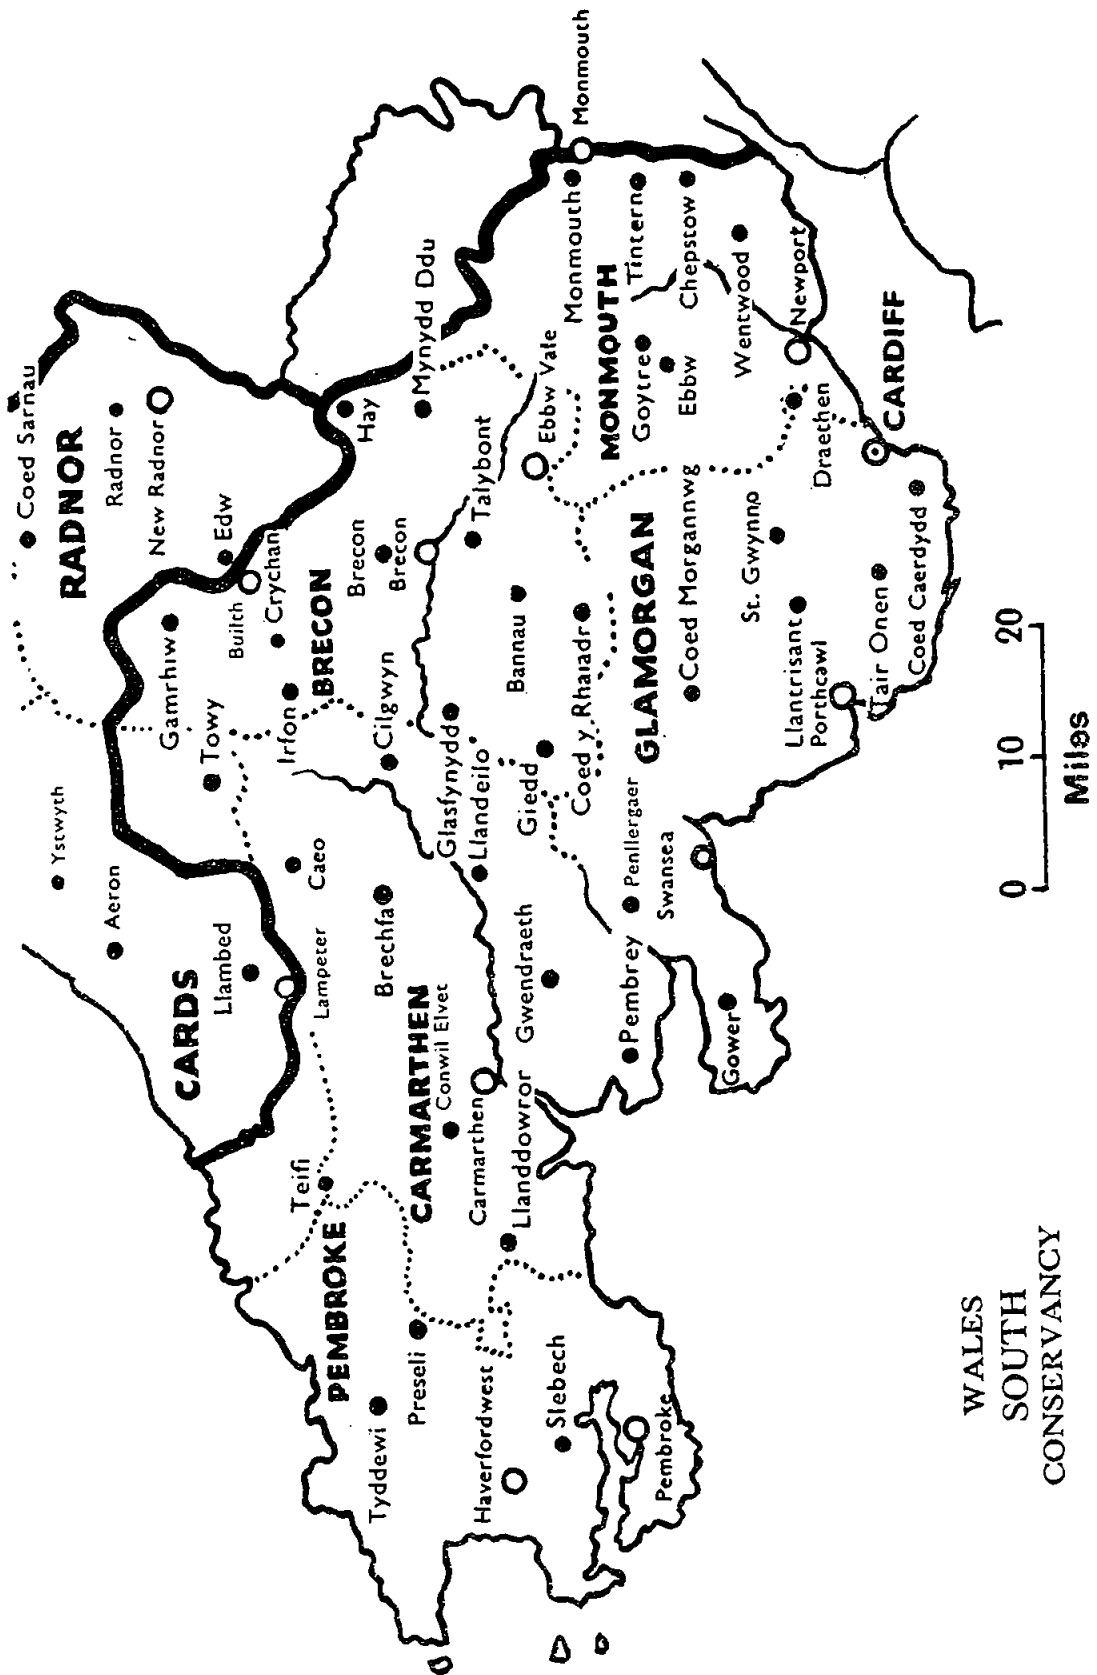 Coed Sarnau
RADNOR
Radnor
New Radnor
Edw
Builth
Crychan
Gamrhiw
Towy
Irfon
BRECON
Brecon
Brecon
Hay
Mynydd Ddu
Talybont
Cilgwyn
Glasfynydd
Llandeilo
Bannau
Giedd
Coed y Rhaiadr
Ystwyth
Aeron
CARDS
Llambed
Lampeter
Caeo
Brechfa
CARMARTHEN
Conwil Elvet
Carmarthen
Gwendraeth
Llanddowror
Pembrey
Teifi
PEMBROKE
Preseli
Tyddewi
Haverfordwest
Slebech
Pembroke
Monmouth
Monmouth
Tintern
Chepstow
Wentwood
Newport
MONMOUTH
Goytre
Ebbw
Ebbw Vale
Draethen
CARDIFF
GLAMORGAN
Coed Morgannwg
St. Gwynno
Llantrisant
Porthcawl
Tair Onen
Coed Caerdydd
Penllergaer
Swansea
Gower
0 10 20
Miles
WALES
SOUTH
CONSERVANCY